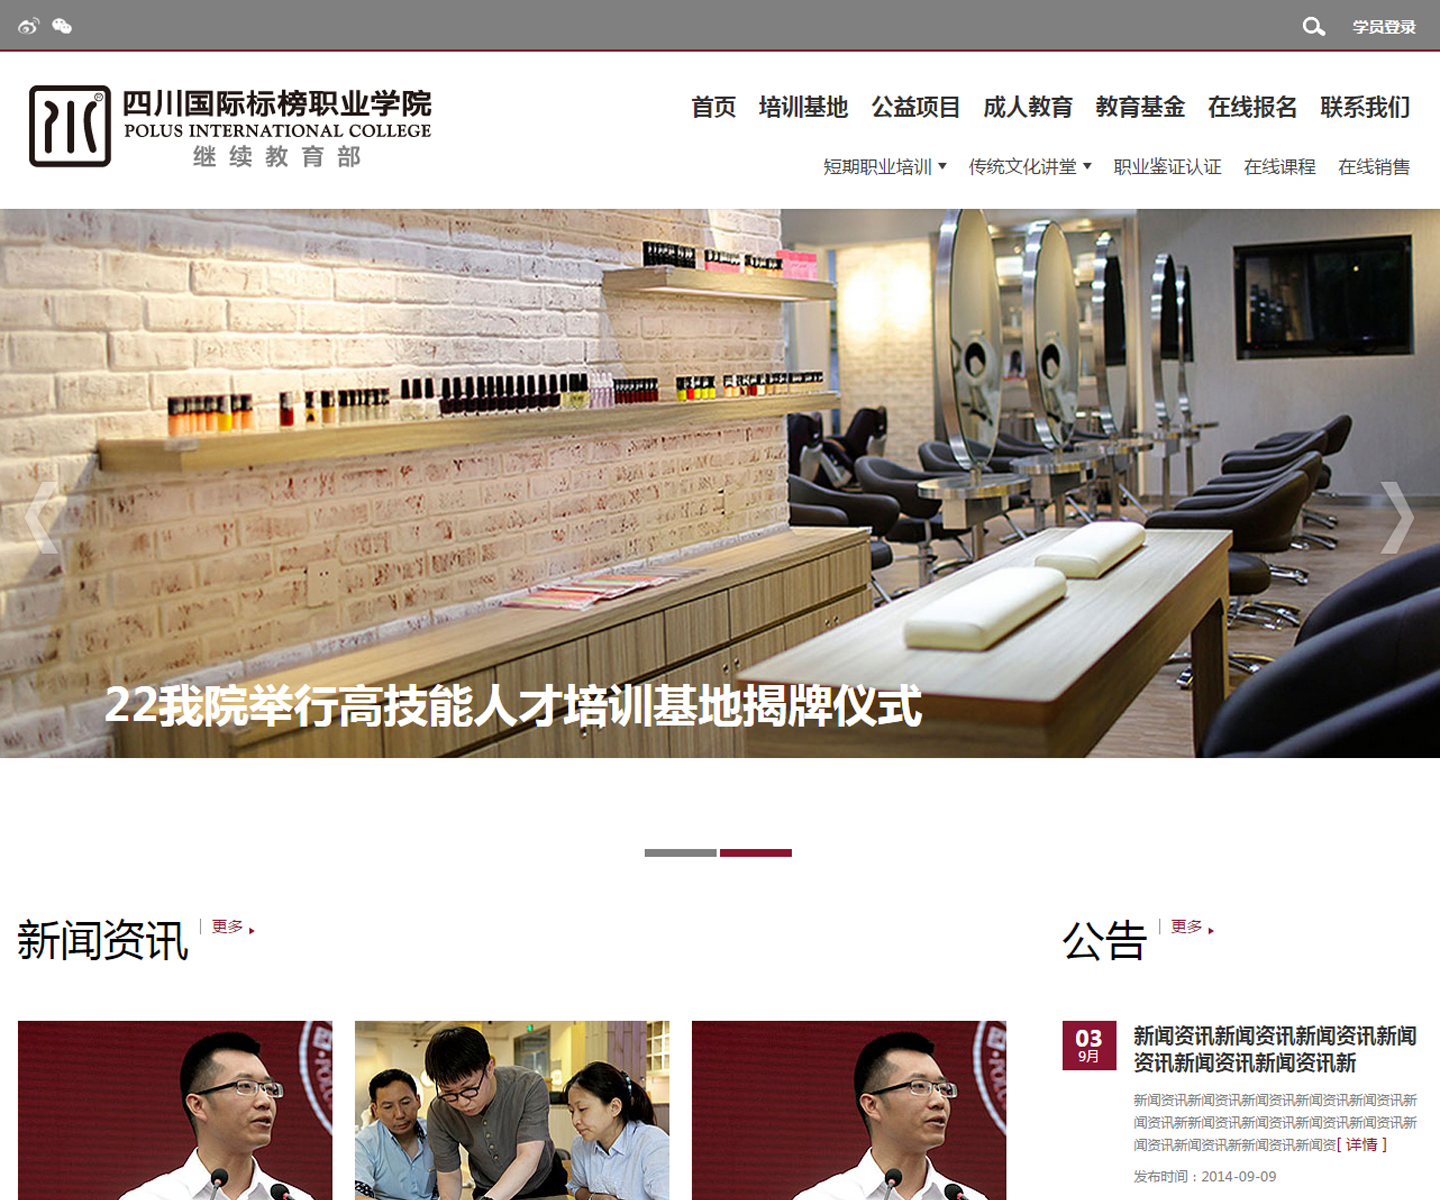 学员登录
四川国际标榜职业学院
POLUS INTERNATIONAL COLLEGE
继续教育部
首页 培训基地 公益项目 成人教育 教育基金 在线报名 联系我们
短期职业培训 传统文化讲堂 职业鉴证认证 在线课程 在线销售
22我院举行高技能人才培训基地揭牌仪式
新闻资讯 更多
公告 更多
03
9月
新闻资讯新闻资讯新闻资讯新闻
资讯新闻资讯新闻资讯新
新闻资讯新闻资讯新闻资讯新闻资讯新闻资讯新
闻资讯新新闻资讯新闻资讯新闻资讯新闻资讯新
闻资讯新闻资讯新新闻资讯新闻资[ 详情 ]
发布时间：2014-09-09